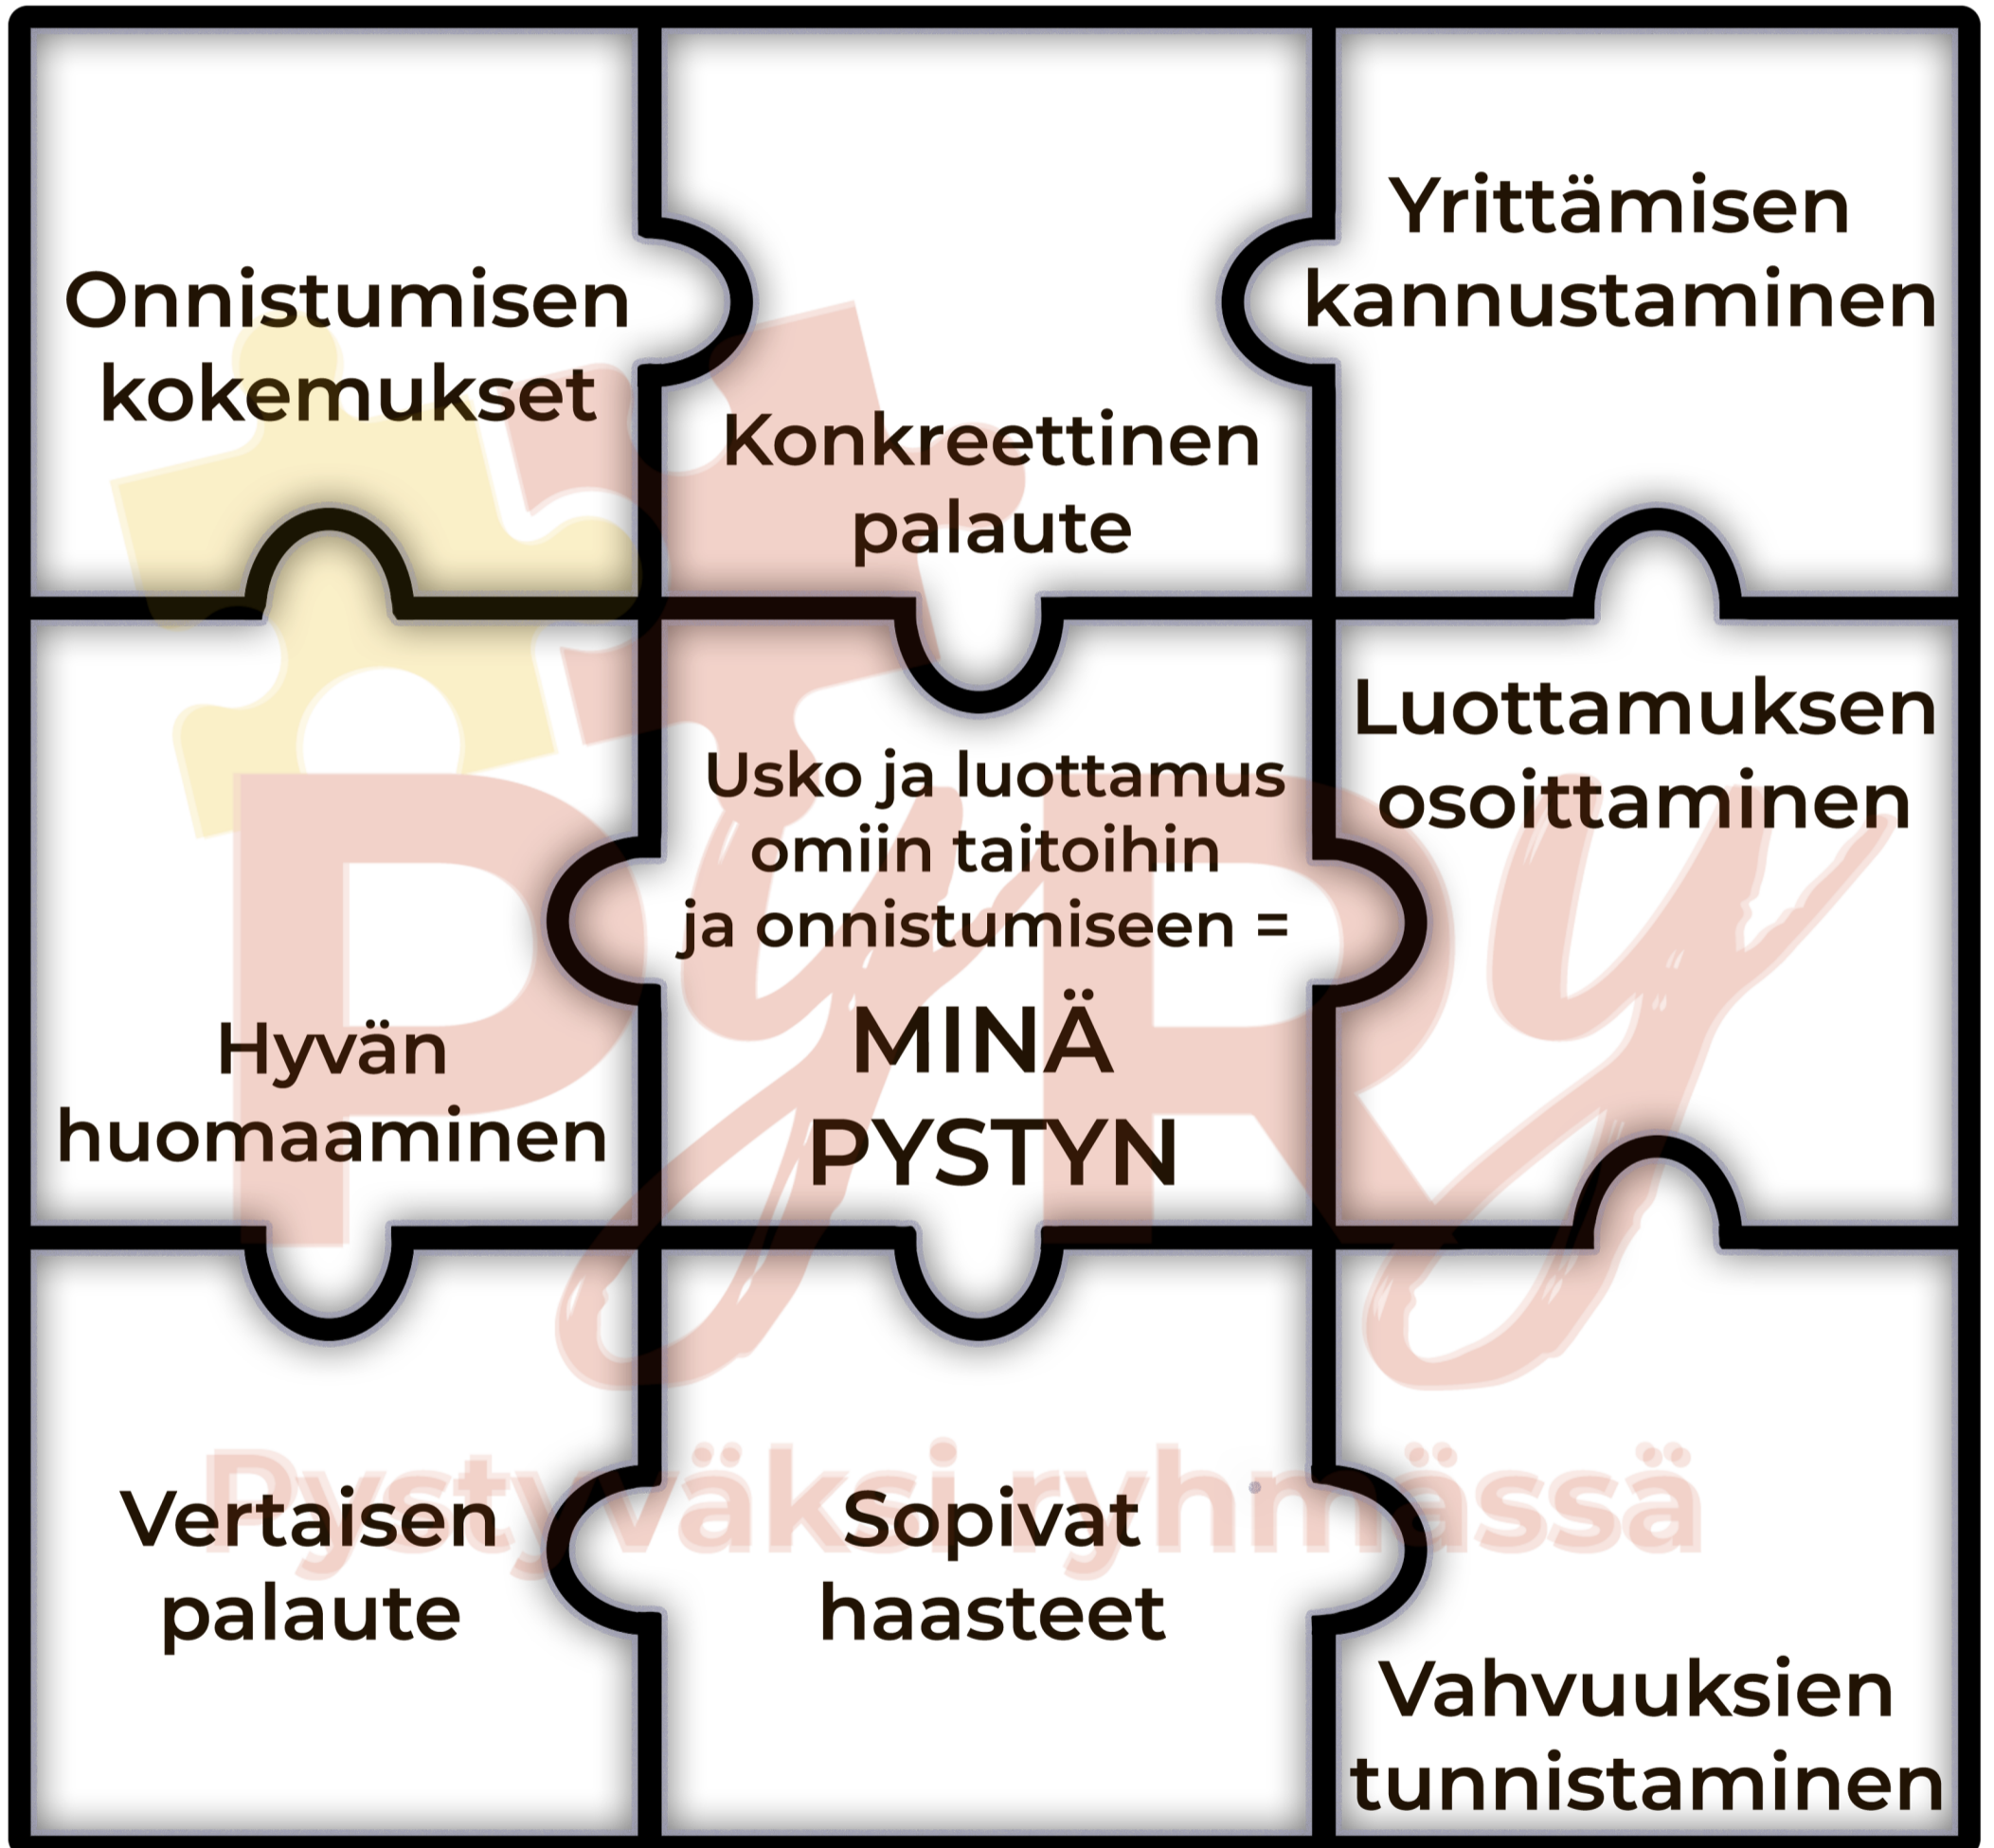 Onnistumisen
kokemukset
Konkreettinen
palaute
Yrittämisen
kannustaminen
Hyvän
huomaaminen
Usko ja luottamus
omiin taitoihin
ja onnistumiseen =
MINÄ
PYSTYN
Luottamuksen
osoittaminen
PyRy
Pystyväksi ryhmässä
Vertaisen
palaute
Sopivat
haasteet
Vahvuuksien
tunnistaminen